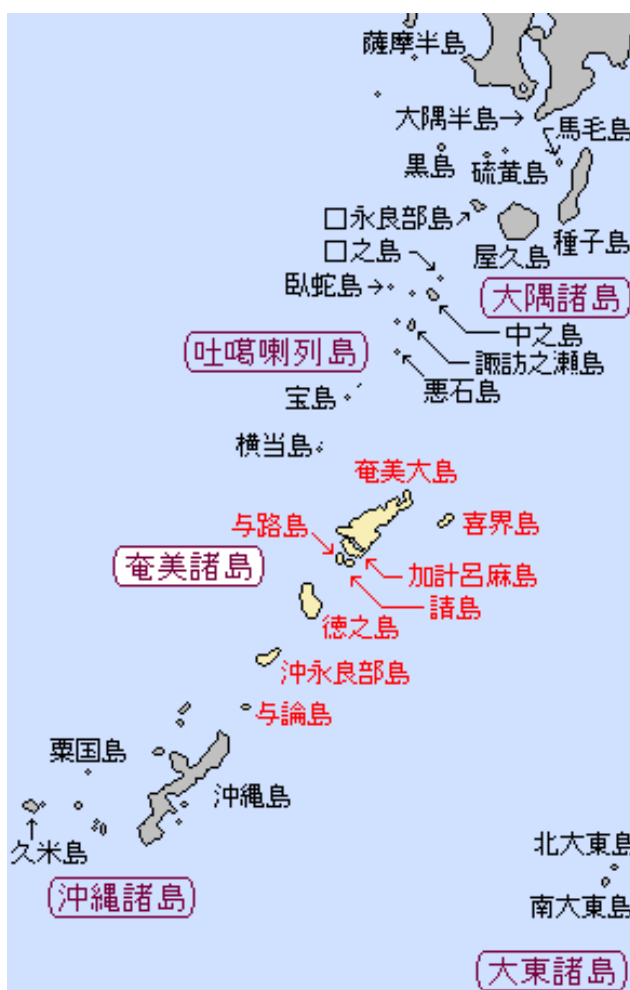 薩摩半島
大隅半島→
馬毛島
黒島
硫黄島
口永良部島
種子島
口之島
屋久島
臥蛇島→
大隅諸島
中之島
吐噶喇列島
諏訪之瀬島
悪石島
宝島
横当島
奄美大島
与路島
喜界島
奄美諸島
加計呂麻島
請島
徳之島
沖永良部島
与論島
粟国島
沖縄島
久米島
北大東島
沖縄諸島
南大東島
大東諸島